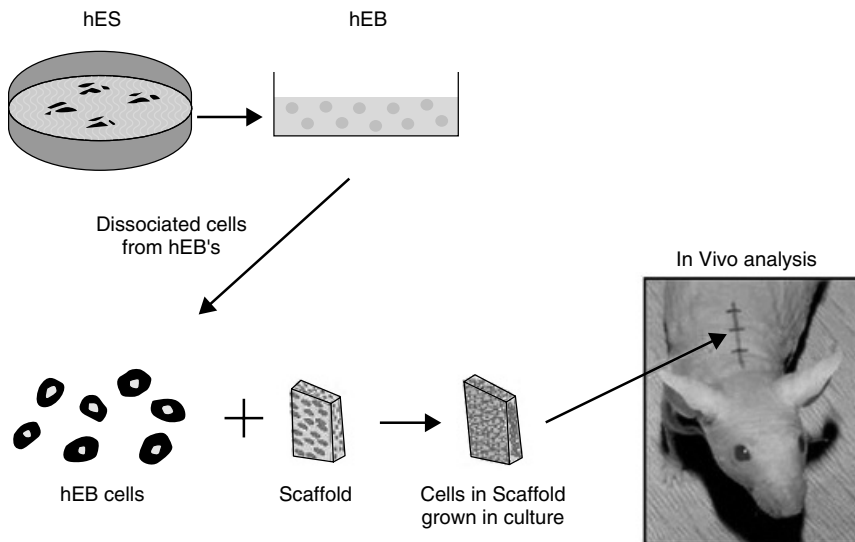 hES
hEB
Dissociated cells
from hEB's
In Vivo analysis
hEB cells
Scaffold
Cells in Scaffold
grown in culture